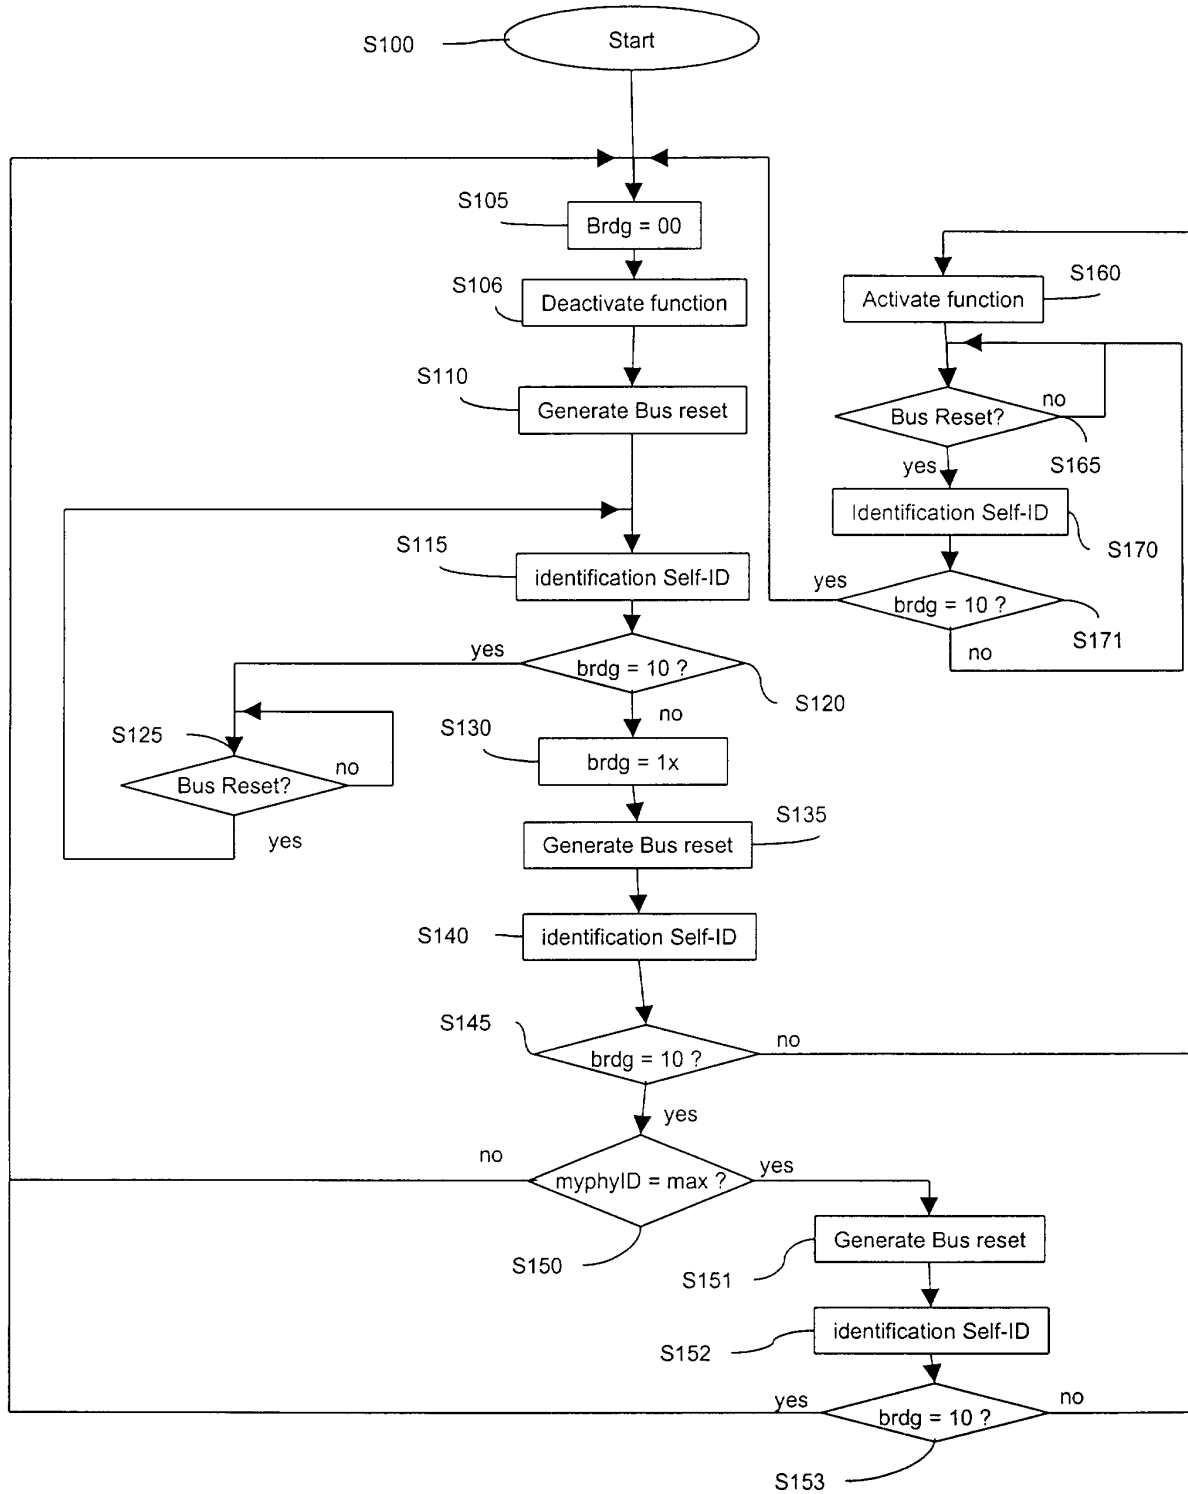 S100
Start
S105
Brdg = 00
S106
Deactivate function
S110
Generate Bus reset
S115
identification Self-ID
yes
brdg = 10 ?
S120
no
S125
Bus Reset?
no
yes
S130
brdg = 1x
S135
Generate Bus reset
S140
identification Self-ID
S145
brdg = 10 ?
no
yes
no
myphyID = max ?
yes
S150
S151
Generate Bus reset
S152
identification Self-ID
yes
brdg = 10 ?
no
S153
S160
Activate function
Bus Reset?
no
S165
yes
Identification Self-ID
S170
yes
brdg = 10 ?
S171
no